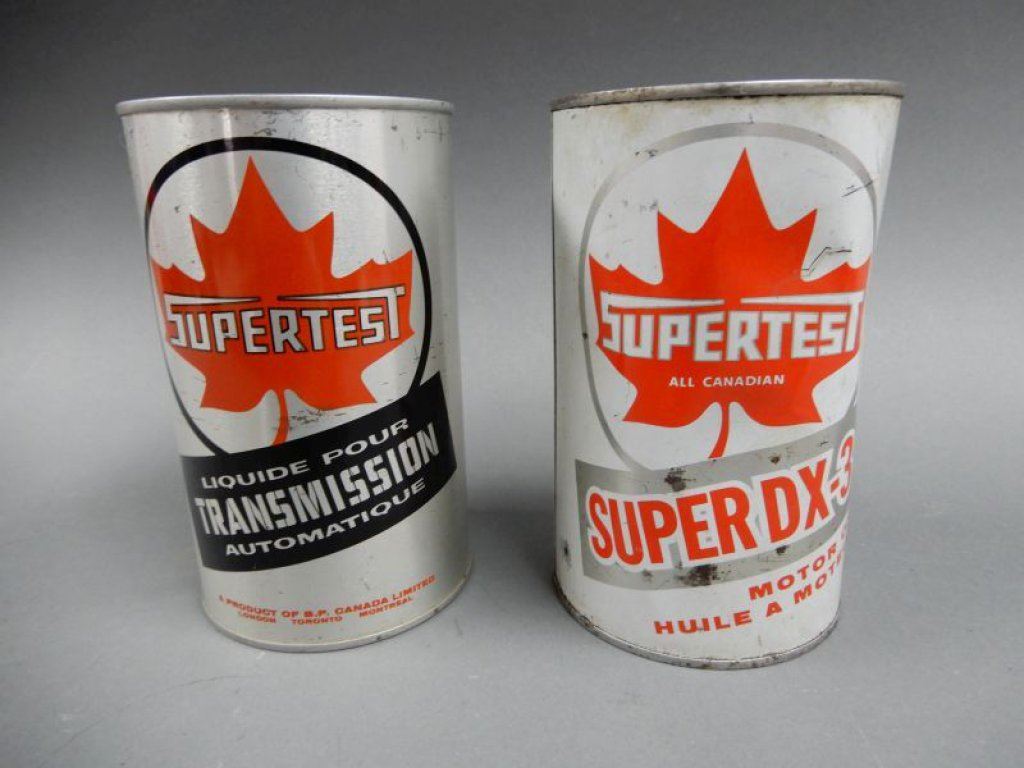 SUPERTEST
LIQUIDE POUR
TRANSMISSION
AUTOMATIQUE
A PRODUCT OF B.P. CANADA LIMITED
LONDON TORONTO MONTREAL
SUPERTEST
ALL CANADIAN
SUPER DX-3
MOTOR
HUILE A MOTE